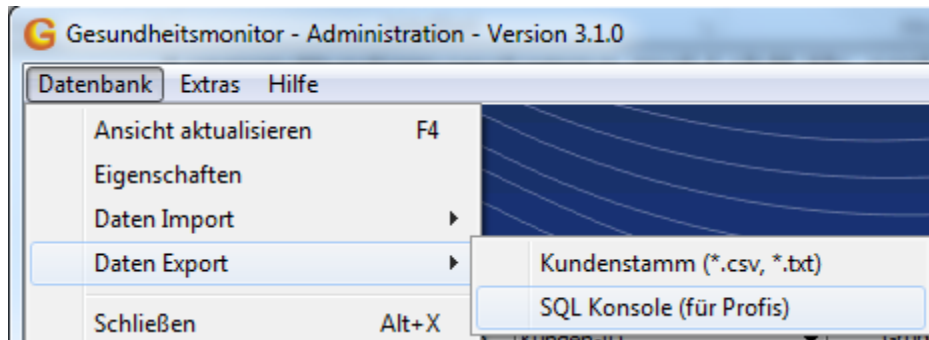 G Gesundheitsmonitor - Administration - Version 3.1.0
Datenbank Extras Hilfe
Ansicht aktualisieren F4
Eigenschaften
Daten Import
Daten Export
Kundenstamm (*.csv, *.txt)
SQL Konsole (für Profis)
Schließen Alt+X